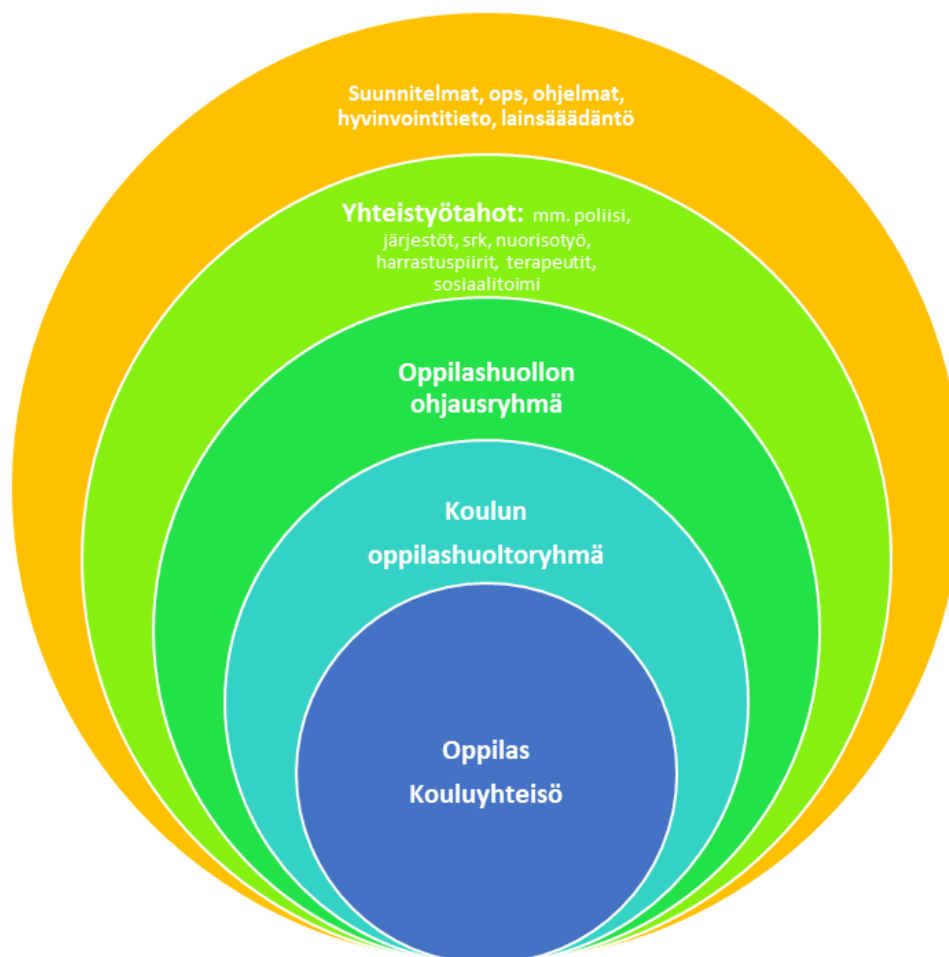 Suunnitelmat, ops, ohjelmat,
hyvinvointitieto, lainsääädäntö
Yhteistyötahot: mm. poliisi,
järjestöt, srk, nuorisotyö,
harrastuspiirit, terapeutit,
sosiaalitoimi
Oppilashuollon
ohjausryhmä
Koulun
oppilashuoltoryhmä
Oppilas
Kouluyhteisö